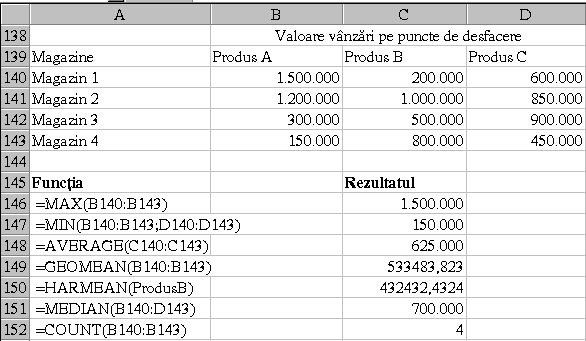 A B C D
138 Valoare vânzări pe puncte de desfacere
139 Magazine Produs A Produs B Produs C
140 Magazin 1 1.500.000 200.000 600.000
141 Magazin 2 1.200.000 1.000.000 850.000
142 Magazin 3 300.000 500.000 900.000
143 Magazin 4 150.000 800.000 450.000
144
145 Funcția Rezultatul
146 =MAX(B140:B143) 1.500.000
147 =MIN(B140:B143;D140:D143) 150.000
148 =AVERAGE(C140:C143) 625.000
149 =GEOMEAN(B140:B143) 533483,823
150 =HARMEAN(ProdusB) 432432,4324
151 =MEDIAN(B140:D143) 700.000
152 =COUNT(B140:B143) 4